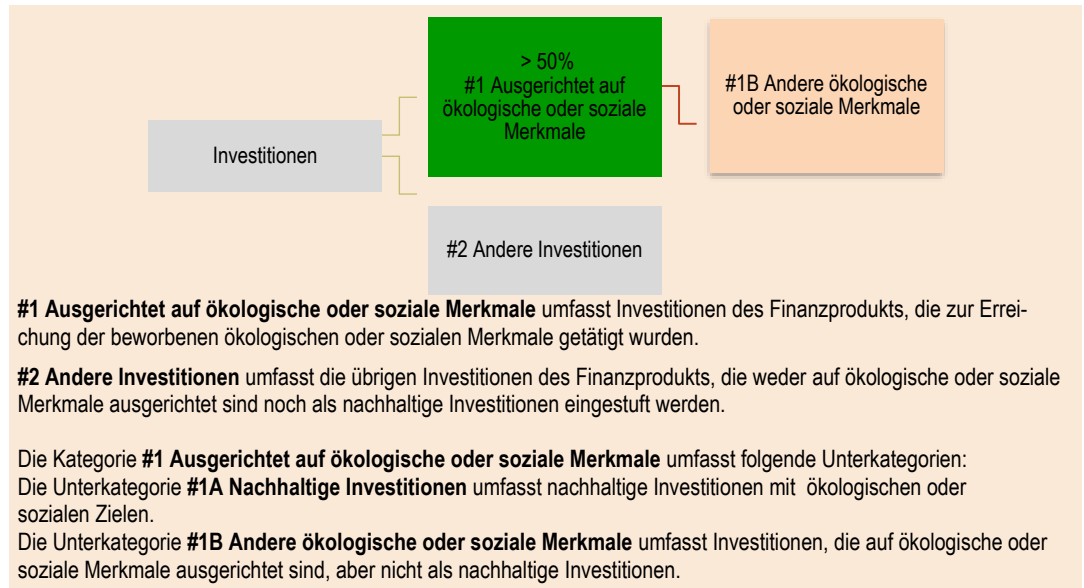 > 50%
#1 Ausgerichtet auf
ökologische oder soziale
Merkmale
#1B Andere ökologische
oder soziale Merkmale
Investitionen
#2 Andere Investitionen
#1 Ausgerichtet auf ökologische oder soziale Merkmale umfasst Investitionen des Finanzprodukts, die zur Errei-
chung der beworbenen ökologischen oder sozialen Merkmale getätigt wurden.
#2 Andere Investitionen umfasst die übrigen Investitionen des Finanzprodukts, die weder auf ökologische oder soziale
Merkmale ausgerichtet sind noch als nachhaltige Investitionen eingestuft werden.
Die Kategorie #1 Ausgerichtet auf ökologische oder soziale Merkmale umfasst folgende Unterkategorien:
Die Unterkategorie #1A Nachhaltige Investitionen umfasst nachhaltige Investitionen mit ökologischen oder
sozialen Zielen.
Die Unterkategorie #1B Andere ökologische oder soziale Merkmale umfasst Investitionen, die auf ökologische oder
soziale Merkmale ausgerichtet sind, aber nicht als nachhaltige Investitionen.